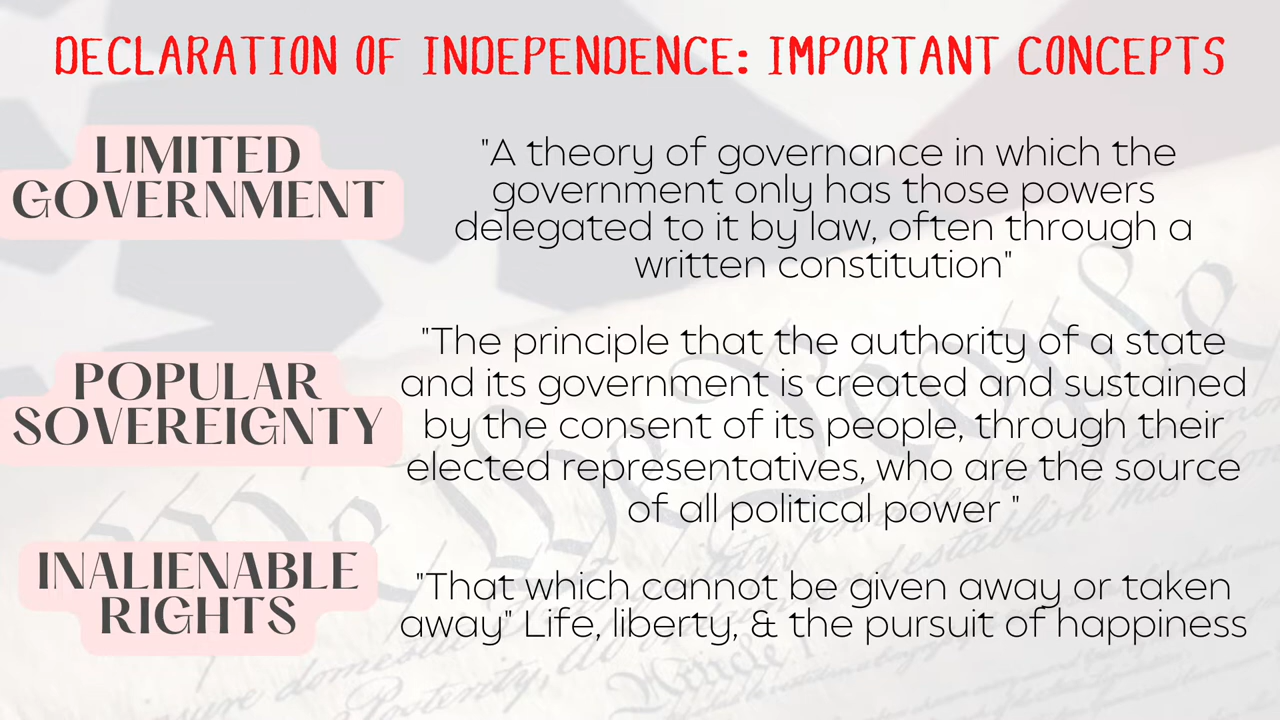 DECLARATION OF INDEPENDENCE: IMPORTANT CONCEPTS
LIMITED
GOVERNMENT
"A theory of governance in which the
government only has those powers
delegated to it by law, often through a
written constitution"
POPULAR
SOVEREIGNTY
"The principle that the authority of a state
and its government is created and sustained
by the consent of its people, through their
elected representatives, who are the source
of all political power "
INALIENABLE
RIGHTS
"That which cannot be given away or taken
away" Life, liberty, & the pursuit of happiness
We the People